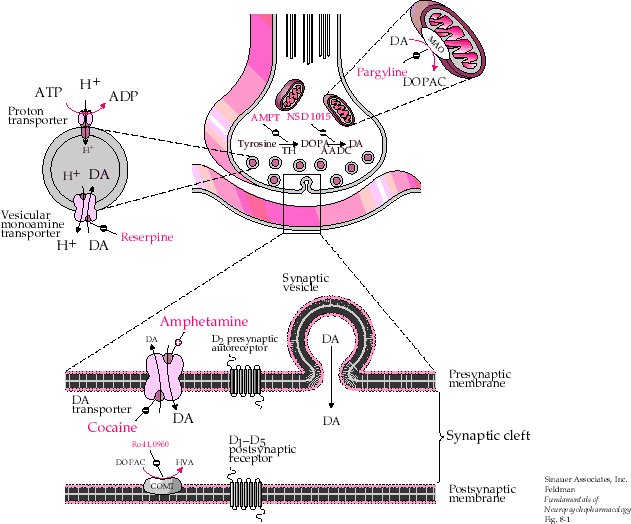 DA
MAO
Pargyline
DOPAC
H+
ATP
ADP
Proton
transporter
H+
H+ DA
Vesicular
monoamine
transporter
H+ DA
Reserpine
AMPT NSD1015
Tyrosine DOPA DA
TH AADC
Synaptic
vesicle
Amphetamine
DA
D2 presynaptic
autoreceptor
DA
Presynaptic
membrane
DA
transporter
DA
DA
Cocaine
Synaptic cleft
Ro41,0960
DOPAC HVA
COMT
D1–D5
postsynaptic
receptor
Postsynaptic
membrane
Sinauer Associates, Inc.
Feldman
Fundamentals of
Neuropsychopharmacology
Fig. 8-1